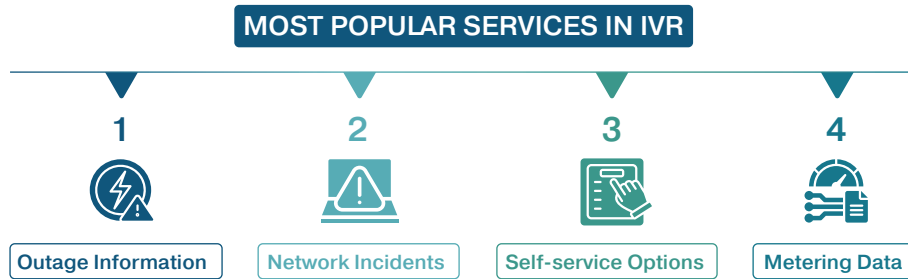 MOST POPULAR SERVICES IN IVR
1
2
3
4
Outage Information
Network Incidents
Self-service Options
Metering Data